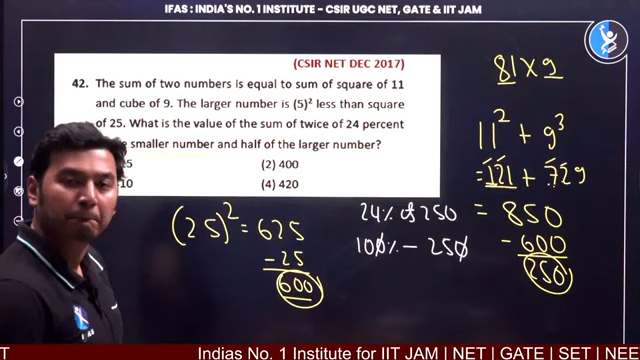 IFAS : INDIA'S NO. 1 INSTITUTE - CSIR UGC NET, GATE & IIT JAM
(CSIR NET DEC 2017)
42. The sum of two numbers is equal to sum of square of 11
and cube of 9. The larger number is (5)² less than square
of 25. What is the value of the sum of twice of 24 percent
smaller number and half of the larger number?
(2) 400
(4) 420
81 × 9
11² + 9³
= 121 + 729
= 850
- 600
250
(25)² = 625
- 25
600
24% of 250
100% - 250
IFAS
Indias No. 1 Institute for IIT JAM | NET | GATE | SET | NEE